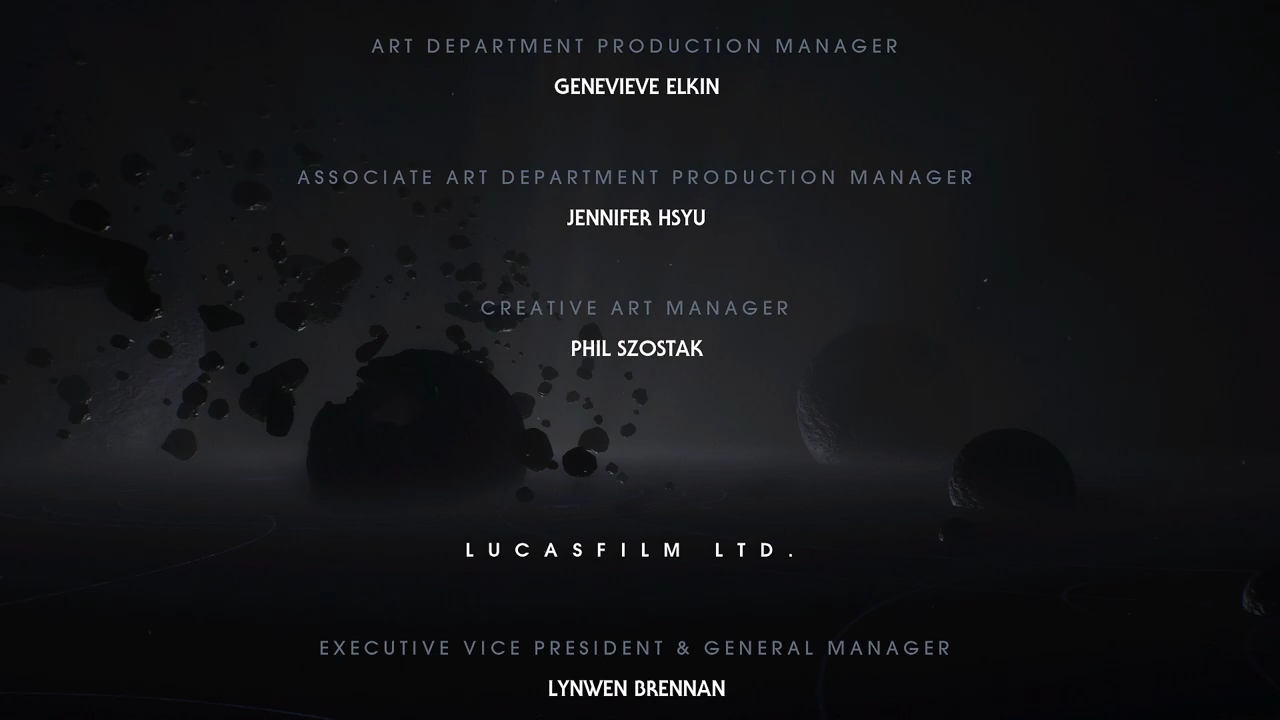 ART DEPARTMENT PRODUCTION MANAGER
GENEVIEVE ELKIN
ASSOCIATE ART DEPARTMENT PRODUCTION MANAGER
JENNIFER HSYU
CREATIVE ART MANAGER
PHIL SZOSTAK
LUCASFILM LTD.
EXECUTIVE VICE PRESIDENT & GENERAL MANAGER
LYNWEN BRENNAN